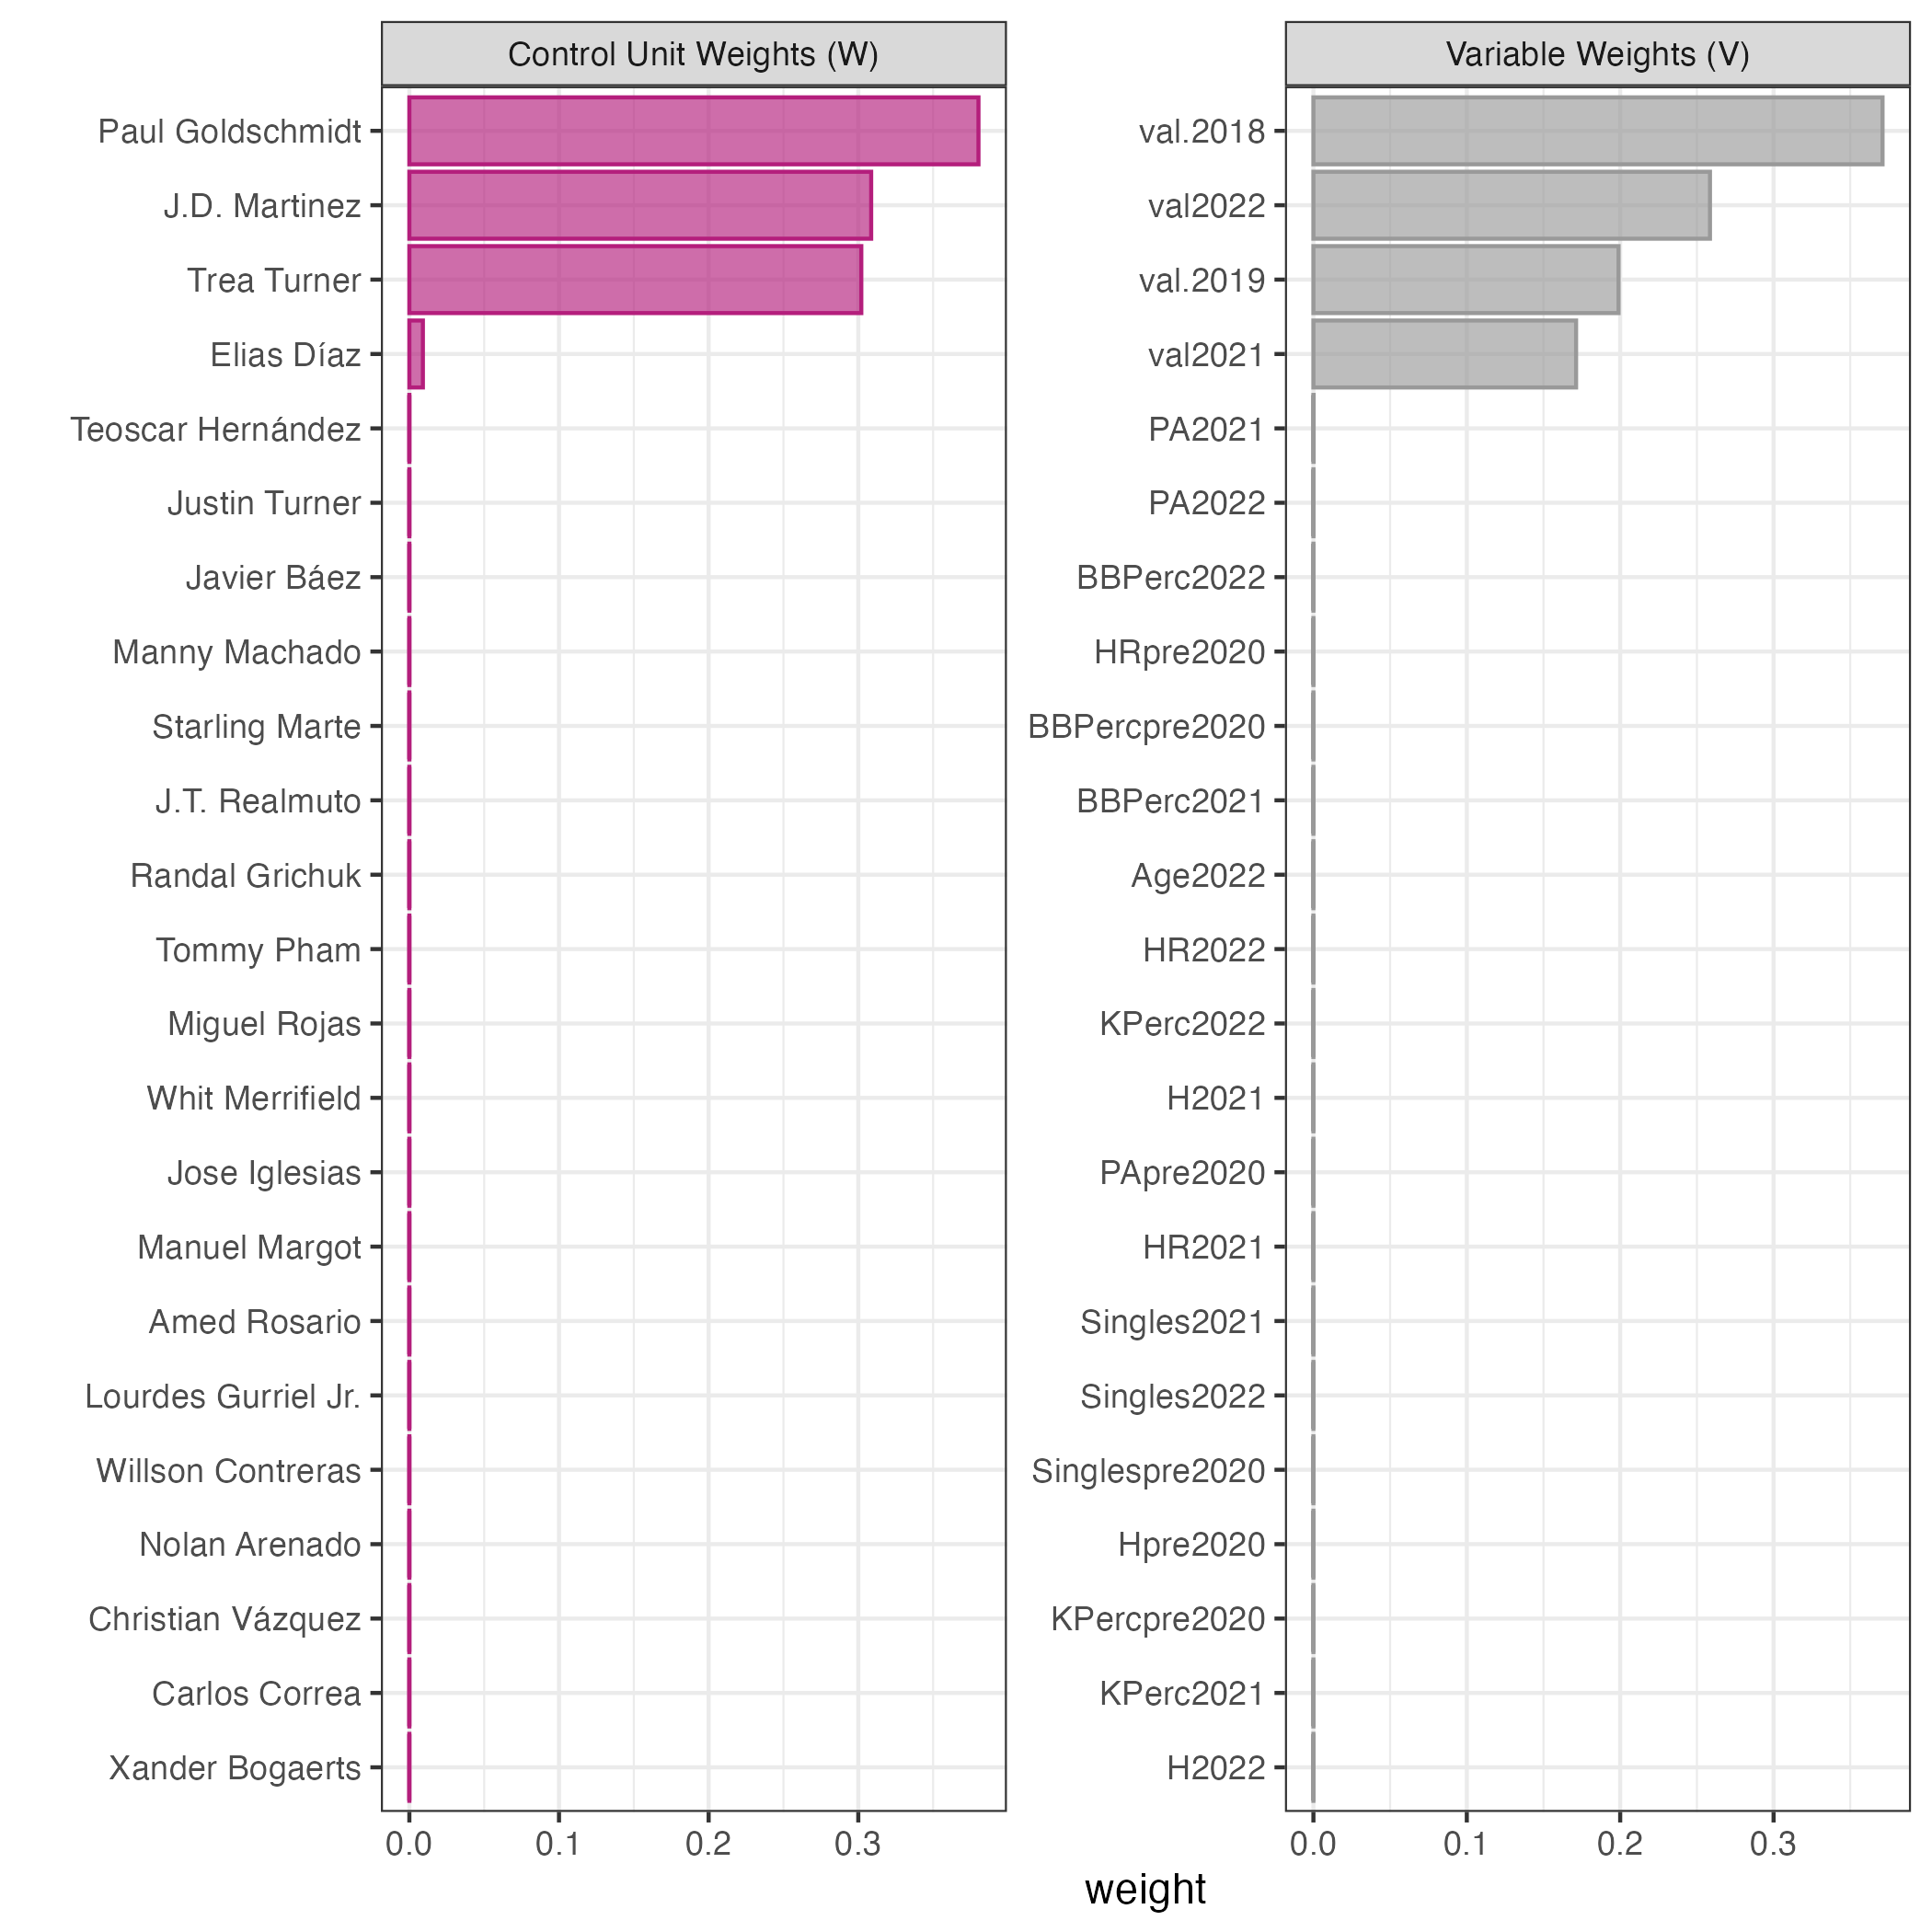 Control Unit Weights (W)
Paul Goldschmidt
J.D. Martinez
Trea Turner
Elias Díaz
Teoscar Hernández
Justin Turner
Javier Báez
Manny Machado
Starling Marte
J.T. Realmuto
Randal Grichuk
Tommy Pham
Miguel Rojas
Whit Merrifield
Jose Iglesias
Manuel Margot
Amed Rosario
Lourdes Gurriel Jr.
Willson Contreras
Nolan Arenado
Christian Vázquez
Carlos Correa
Xander Bogaerts
0.0 0.1 0.2 0.3
Variable Weights (V)
val.2018
val2022
val.2019
val2021
PA2021
PA2022
BBPerc2022
HRpre2020
BBPercpre2020
BBPerc2021
Age2022
HR2022
KPerc2022
H2021
PApre2020
HR2021
Singles2021
Singles2022
Singlespre2020
Hpre2020
KPercpre2020
KPerc2021
H2022
0.0 0.1 0.2 0.3
weight